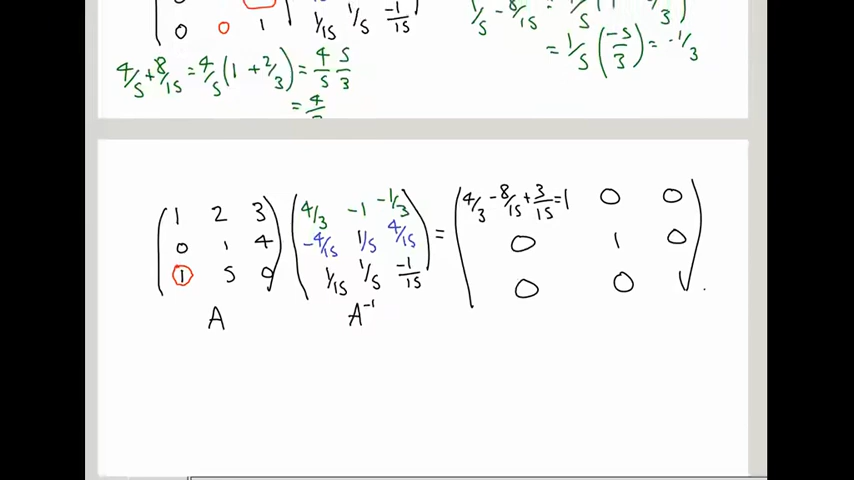 0 0 1 | 1/15 1/5 -1/15
1/5 - 8/15
= 1/5 (-5/3) = -1/3
4/5 + 8/15 = 4/5 (1 + 2/3) = 4/5 5/3
= 4/
1 2 3 4/3 -1 -1/3 4/3 - 8/15 + 3/15 = 1 0 0
0 1 4 -4/15 1/5 4/15 = 0 1 0
1 5 0 1/15 1/5 -1/15 0 0 1 .
A A⁻¹